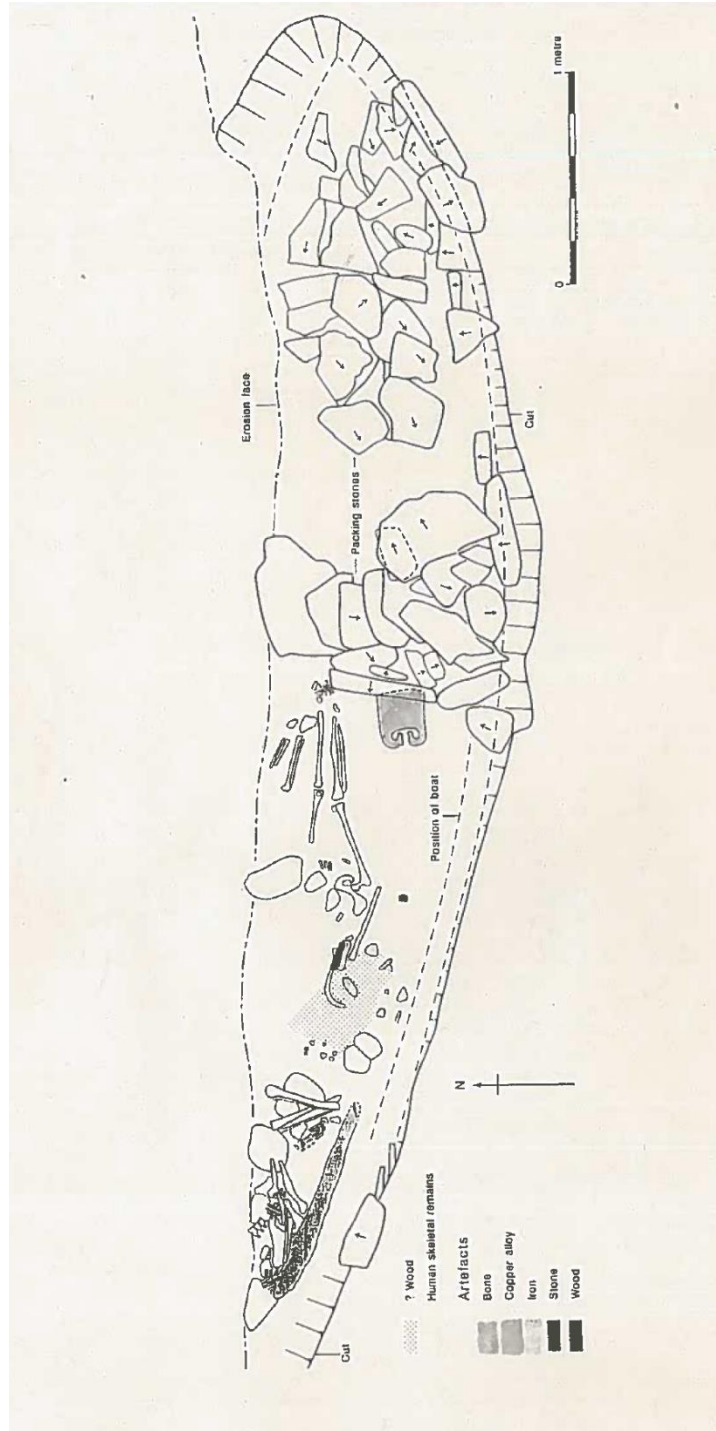 Erosion face
Packing stones
Cut
0
1 metre
Position of boat
N
Cut
? Wood
Human skeletal remains
Artefacts
Bone
Copper alloy
Iron
Stone
Wood